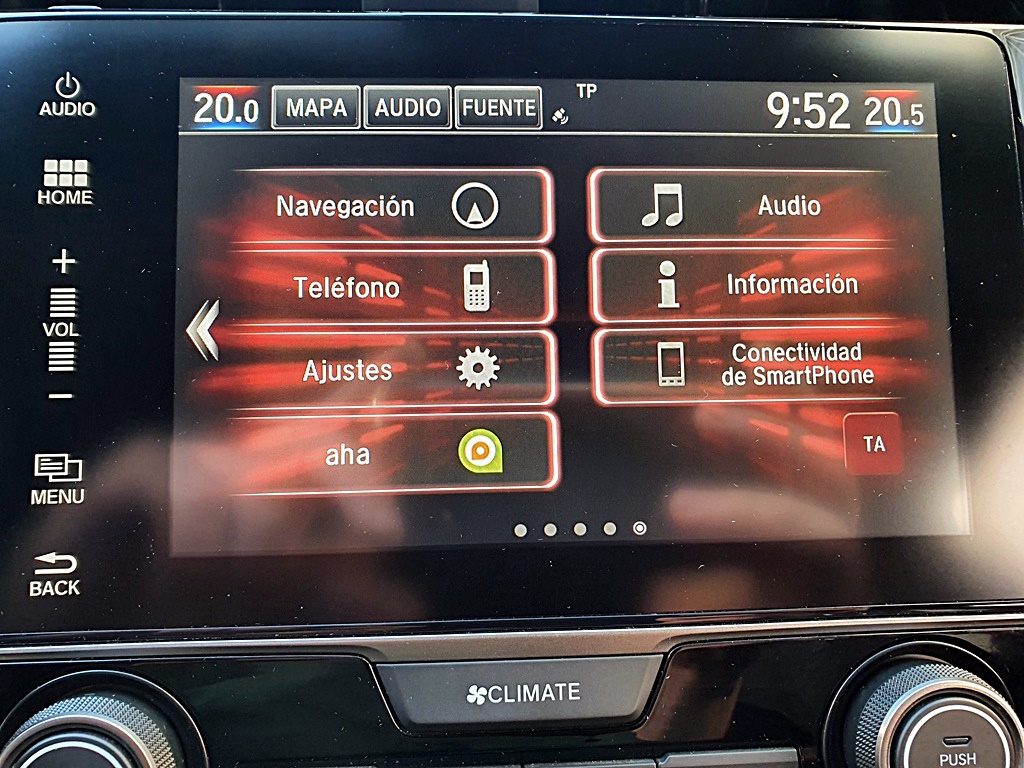 AUDIO
HOME
+
VOL
−
MENU
BACK
20.0 MAPA AUDIO FUENTE TP 9:52 20.5
Navegación
Audio
Teléfono
Información
Ajustes
Conectividad
de SmartPhone
aha
TA
CLIMATE
PUSH